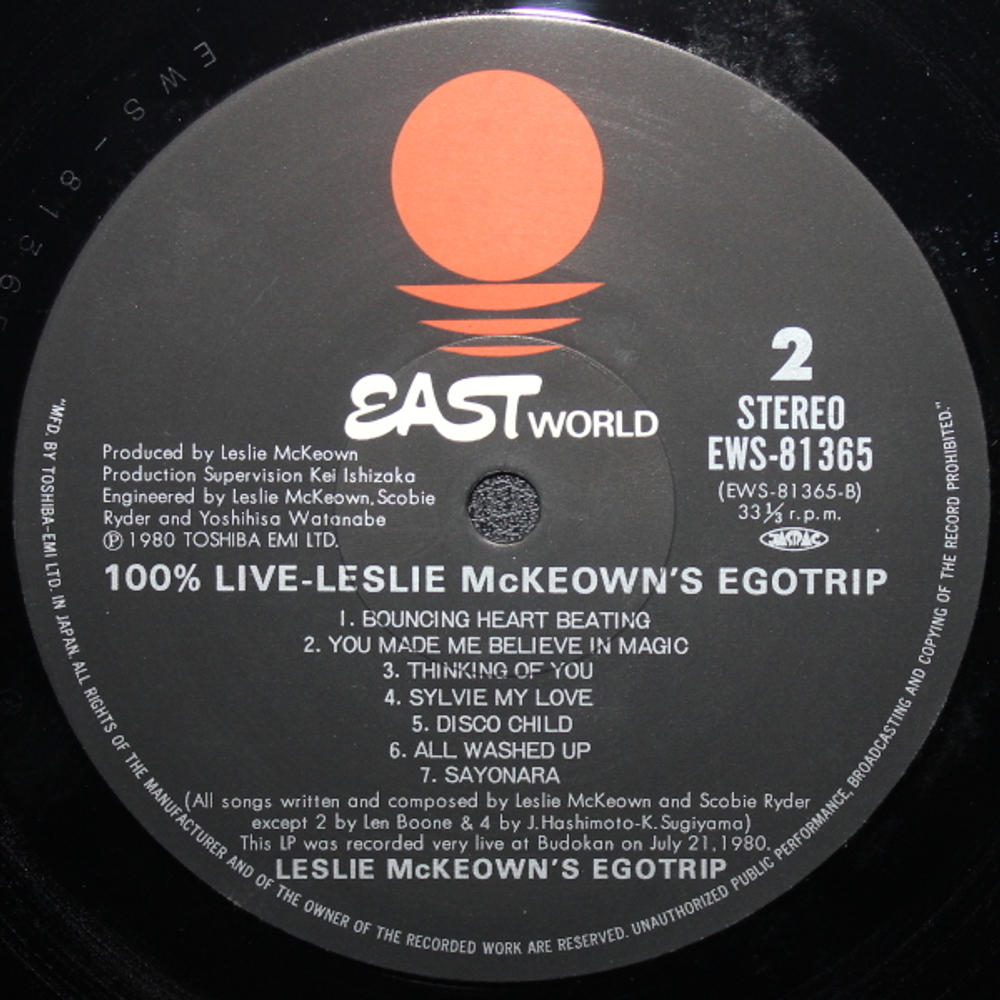 EWS-81365
EAST WORLD
2
STEREO
EWS-81365
(EWS-81365-B)
33⅓ r.p.m.
JASRAC
Produced by Leslie McKeown
Production Supervision Kei Ishizaka
Engineered by Leslie McKeown.Scobie
Ryder and Yoshihisa Watanabe
Ⓟ 1980 TOSHIBA EMI LTD.
100% LIVE-LESLIE McKEOWN'S EGOTRIP
1. BOUNCING HEART BEATING
2. YOU MADE ME BELIEVE IN MAGIC
3. THINKING OF YOU
4. SYLVIE MY LOVE
5. DISCO CHILD
6. ALL WASHED UP
7. SAYONARA
(All songs written and composed by Leslie McKeown and Scobie Ryder
except 2 by Len Boone & 4 by J.Hashimoto-K.Sugiyama)
This LP was recorded very live at Budokan on July 21,1980.
LESLIE McKEOWN'S EGOTRIP
"MFD. BY TOSHIBA-EMI LTD. IN JAPAN. ALL RIGHTS OF THE MANUFACTURER AND OF THE OWNER OF THE RECORDED WORK ARE RESERVED. UNAUTHORIZED PUBLIC PERFORMANCE, BROADCASTING AND COPYING OF THE RECORD PROHIBITED."